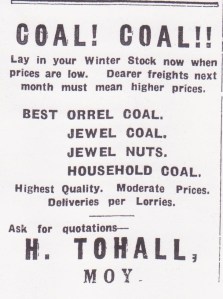 COAL! COAL!!
Lay in your Winter Stock now when
prices are low. Dearer freights next
month must mean higher prices.
BEST ORREL COAL.
JEWEL COAL.
JEWEL NUTS.
HOUSEHOLD COAL.
Highest Quality. Moderate Prices.
Deliveries per Lorries.
Ask for quotations—
H. TOHALL,
MOY.